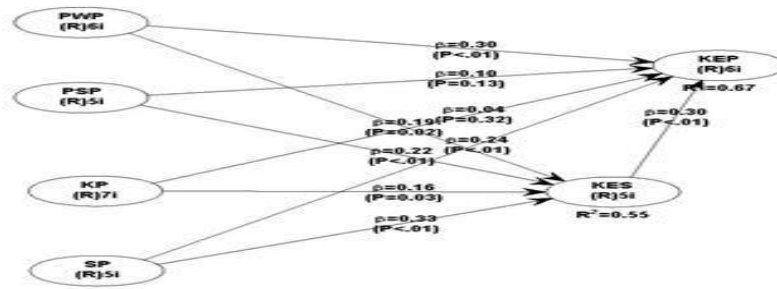 PWP
(R)6i
PSP
(R)5i
KP
(R)7i
SP
(R)5i
β=0.30
(P<.01)
β=0.10
(P=0.13)
β=0.04
(P=0.32)
β=0.19
(P=0.02)
β=0.24
(P<.01)
β=0.22
(P<.01)
β=0.16
(P=0.03)
β=0.33
(P<.01)
β=0.30
(P<.01)
KEP
(R)6i
R²=0.67
KES
(R)5i
R²=0.55